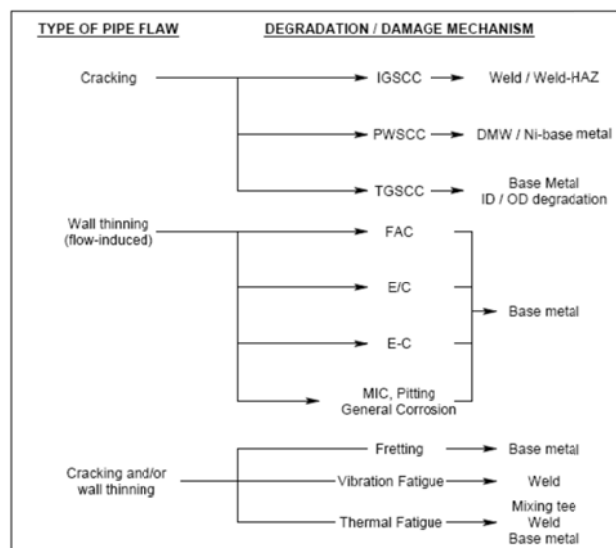 TYPE OF PIPE FLAW
DEGRADATION / DAMAGE MECHANISM
Cracking
IGSCC
Weld / Weld-HAZ
PWSCC
DMW / Ni-base metal
TGSCC
Base Metal
ID / OD degradation
Wall thinning
(flow-induced)
FAC
E/C
Base metal
E-C
MIC, Pitting
General Corrosion
Cracking and/or
wall thinning
Fretting
Base metal
Vibration Fatigue
Weld
Thermal Fatigue
Mixing tee
Weld
Base metal